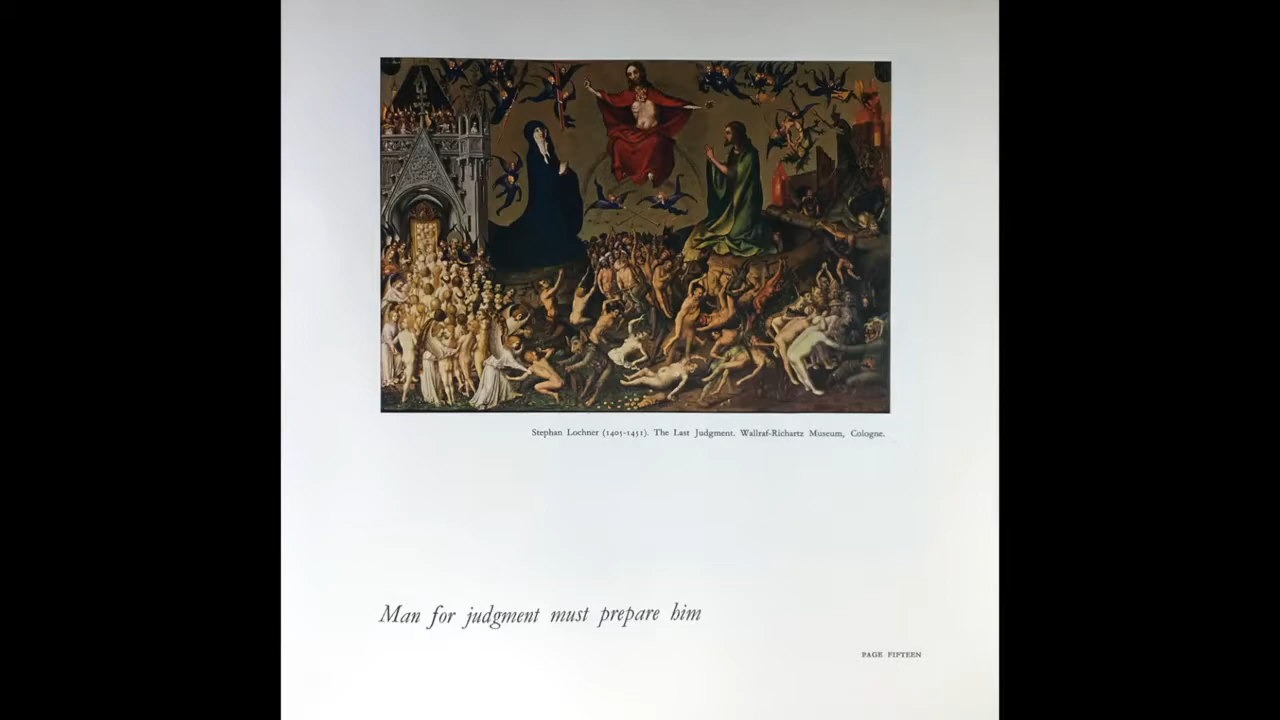 Stephan Lochner (1405-1451). The Last Judgment. Wallraf-Richartz Museum, Cologne.
Man for judgment must prepare him
PAGE FIFTEEN